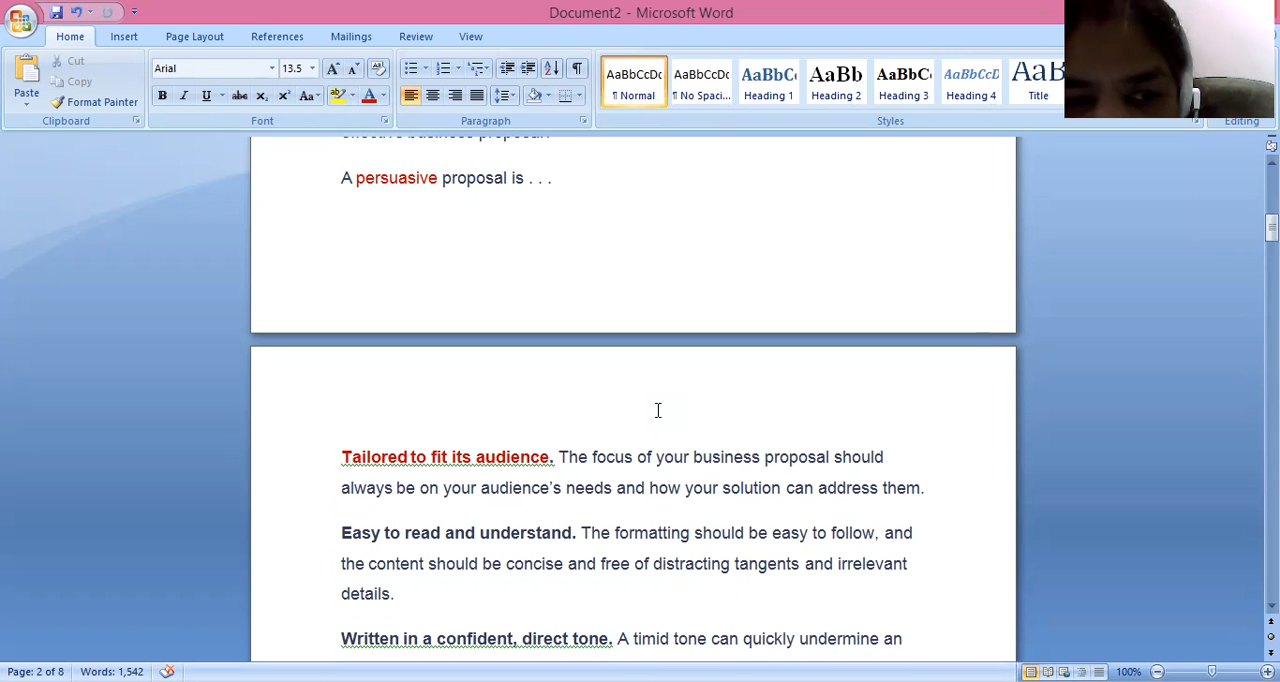 Document2 - Microsoft Word
Home Insert Page Layout References Mailings Review View
Paste
Cut
Copy
Format Painter
Clipboard
Arial 13.5
Font
Paragraph
AaBbCcDc AaBbCcDc AaBbC AaBb AaBbC AaBbCcD AaB
¶ Normal ¶ No Spaci... Heading 1 Heading 2 Heading 3 Heading 4 Title
Styles
Editing
effective business proposal.
A persuasive proposal is . . .
Tailored to fit its audience. The focus of your business proposal should
always be on your audience’s needs and how your solution can address them.
Easy to read and understand. The formatting should be easy to follow, and
the content should be concise and free of distracting tangents and irrelevant
details.
Written in a confident, direct tone. A timid tone can quickly undermine an
Page: 2 of 8 Words: 1,542 100%